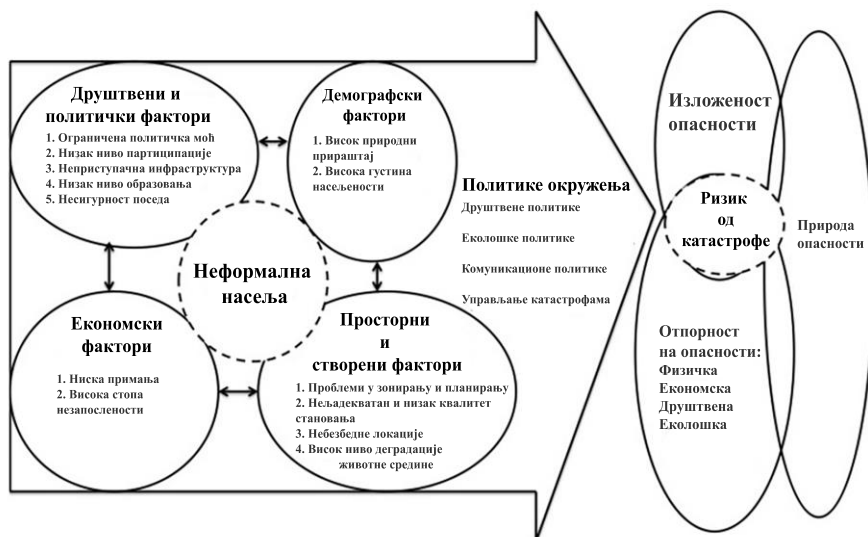 Друштвени и
политички фактори
1. Ограничена политичка моћ
2. Низак ниво партиципације
3. Неприступачна инфраструктура
4. Низак ниво образовања
5. Несигурност поседа
Демографски
фактори
1. Висок природни
прираштај
2. Висока густина
насељености
Неформална
насеља
Економски
фактори
1. Ниска примања
2. Висока стопа
незапослености
Просторни
и
створени фактори
1. Проблеми у зонирању и планирању
2. Нељадекватан и низак квалитет
становања
3. Небезбедне локације
4. Висок ниво деградације
животне средине
Политике окружења
Друштвене политике
Еколошке политике
Комуникационе политике
Управљање катастрофама
Изложеност
опасности
Ризик
од
катастрофе
Природа
опасности
Отпорност
на опасности:
Физичка
Економска
Друштвена
Еколошка